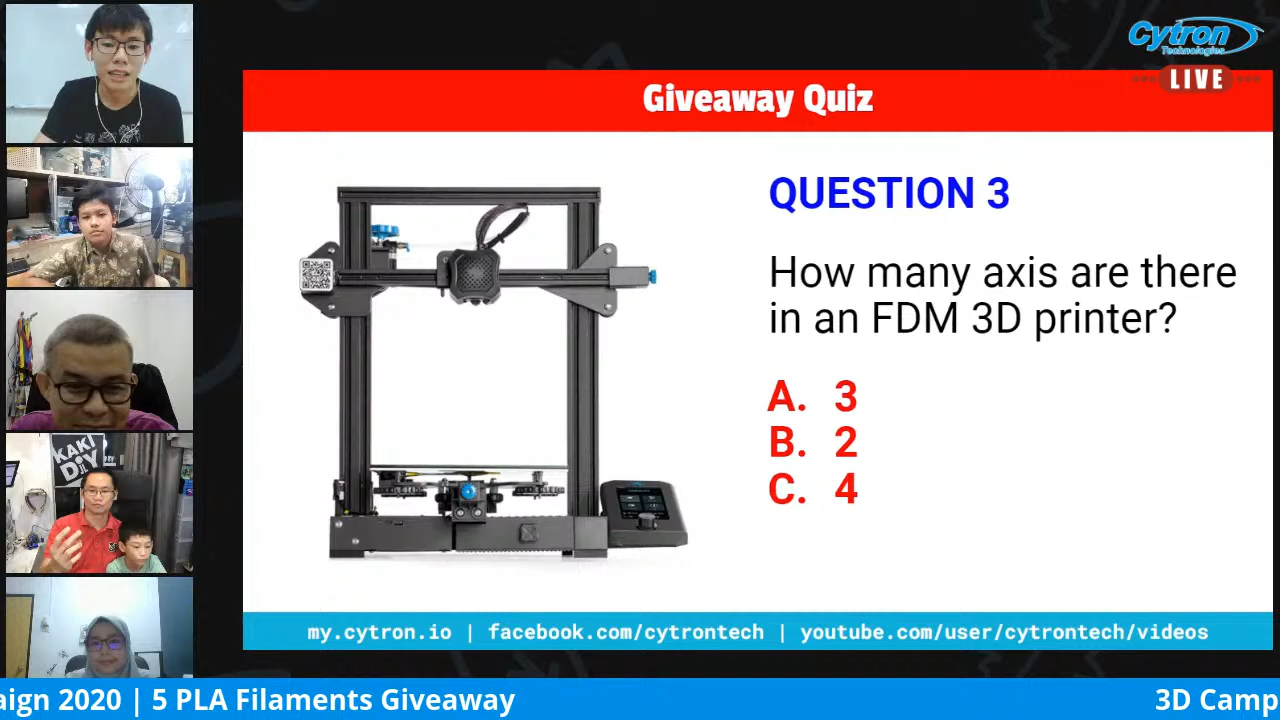 Cytron
Technologies
LIVE
Giveaway Quiz
QUESTION 3
How many axis are there
in an FDM 3D printer?
A. 3
B. 2
C. 4
KAKI
DiY
my.cytron.io | facebook.com/cytrontech | youtube.com/user/cytrontech/videos
aign 2020 | 5 PLA Filaments Giveaway
3D Camp